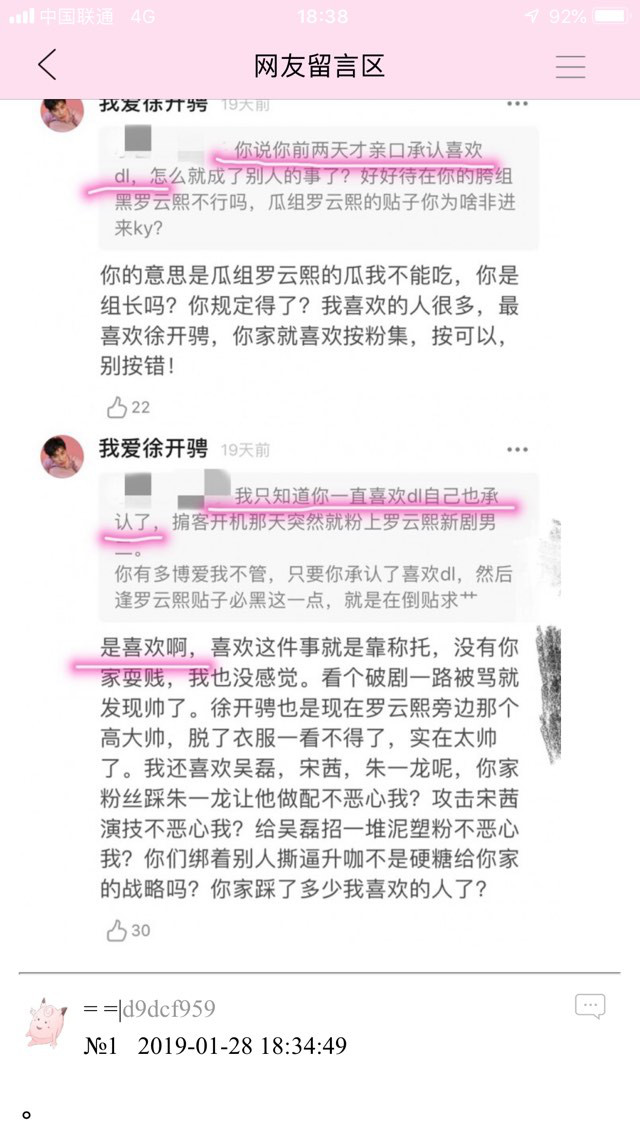 中国联通 4G 18:38 92%
网友留言区
我爱徐开骋 19天前
你说你前两天才亲口承认喜欢
dl，怎么就成了别人的事了？好好待在你的胯组
黑罗云熙不行吗，瓜组罗云熙的贴子你为啥非进
来ky？
你的意思是瓜组罗云熙的瓜我不能吃，你是
组长吗？你规定得了？我喜欢的人很多，最
喜欢徐开骋，你家就喜欢按粉集，按可以，
别按错！
22
我爱徐开骋 19天前
我只知道你一直喜欢dl自己也承
认了，掮客开机那天突然就粉上罗云熙新剧男
二。
你有多博爱我不管，只要你承认了喜欢dl，然后
逢罗云熙贴子必黑这一点，就是在倒贴求艹
是喜欢啊，喜欢这件事就是靠称托，没有你
家耍贱，我也没感觉。看个破剧一路被骂就
发现帅了。徐开骋也是现在罗云熙旁边那个
高大帅，脱了衣服一看不得了，实在太帅
了。我还喜欢吴磊，宋茜，朱一龙呢，你家
粉丝踩朱一龙让他做配不恶心我？攻击宋茜
演技不恶心我？给吴磊招一堆泥塑粉不恶心
我？你们绑着别人撕逼升咖不是硬糖给你家
的战略吗？你家踩了多少我喜欢的人了？
30
= =|d9dcf959
№1 2019-01-28 18:34:49
。